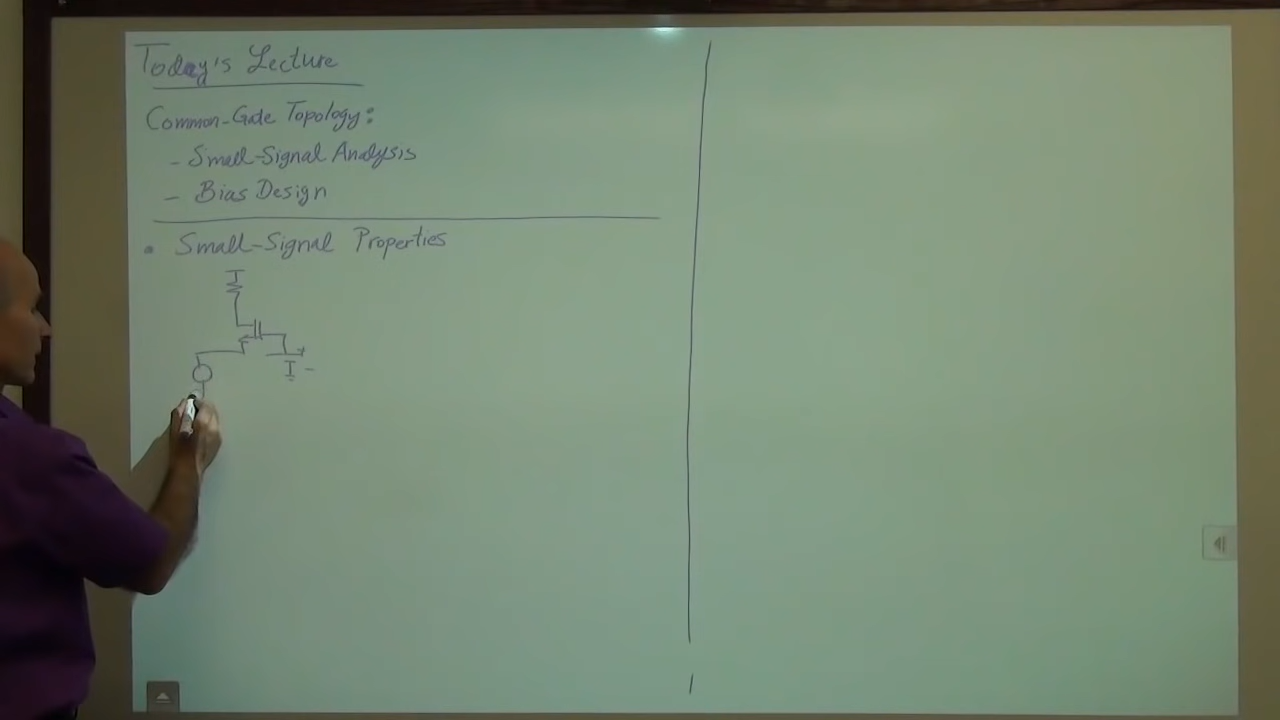 Today's Lecture
Common-Gate Topology:
- Small-Signal Analysis
- Bias Design
• Small-Signal Properties
+
-